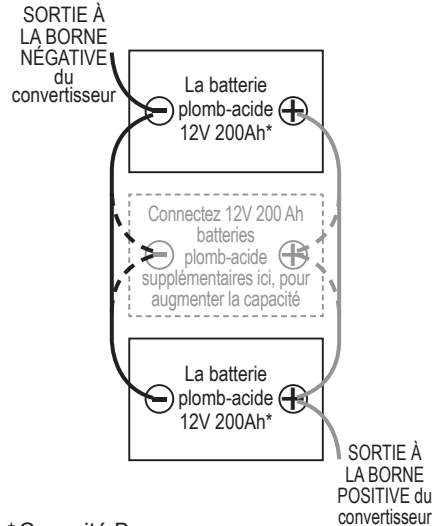 SORTIE À
LA BORNE
NÉGATIVE
du
convertisseur
La batterie
plomb-acide
12V 200Ah*
Connectez 12V 200 Ah
batteries
plomb-acide
supplémentaires ici, pour
augmenter la capacité
La batterie
plomb-acide
12V 200Ah*
SORTIE À
LA BORNE
POSITIVE du
convertisseur